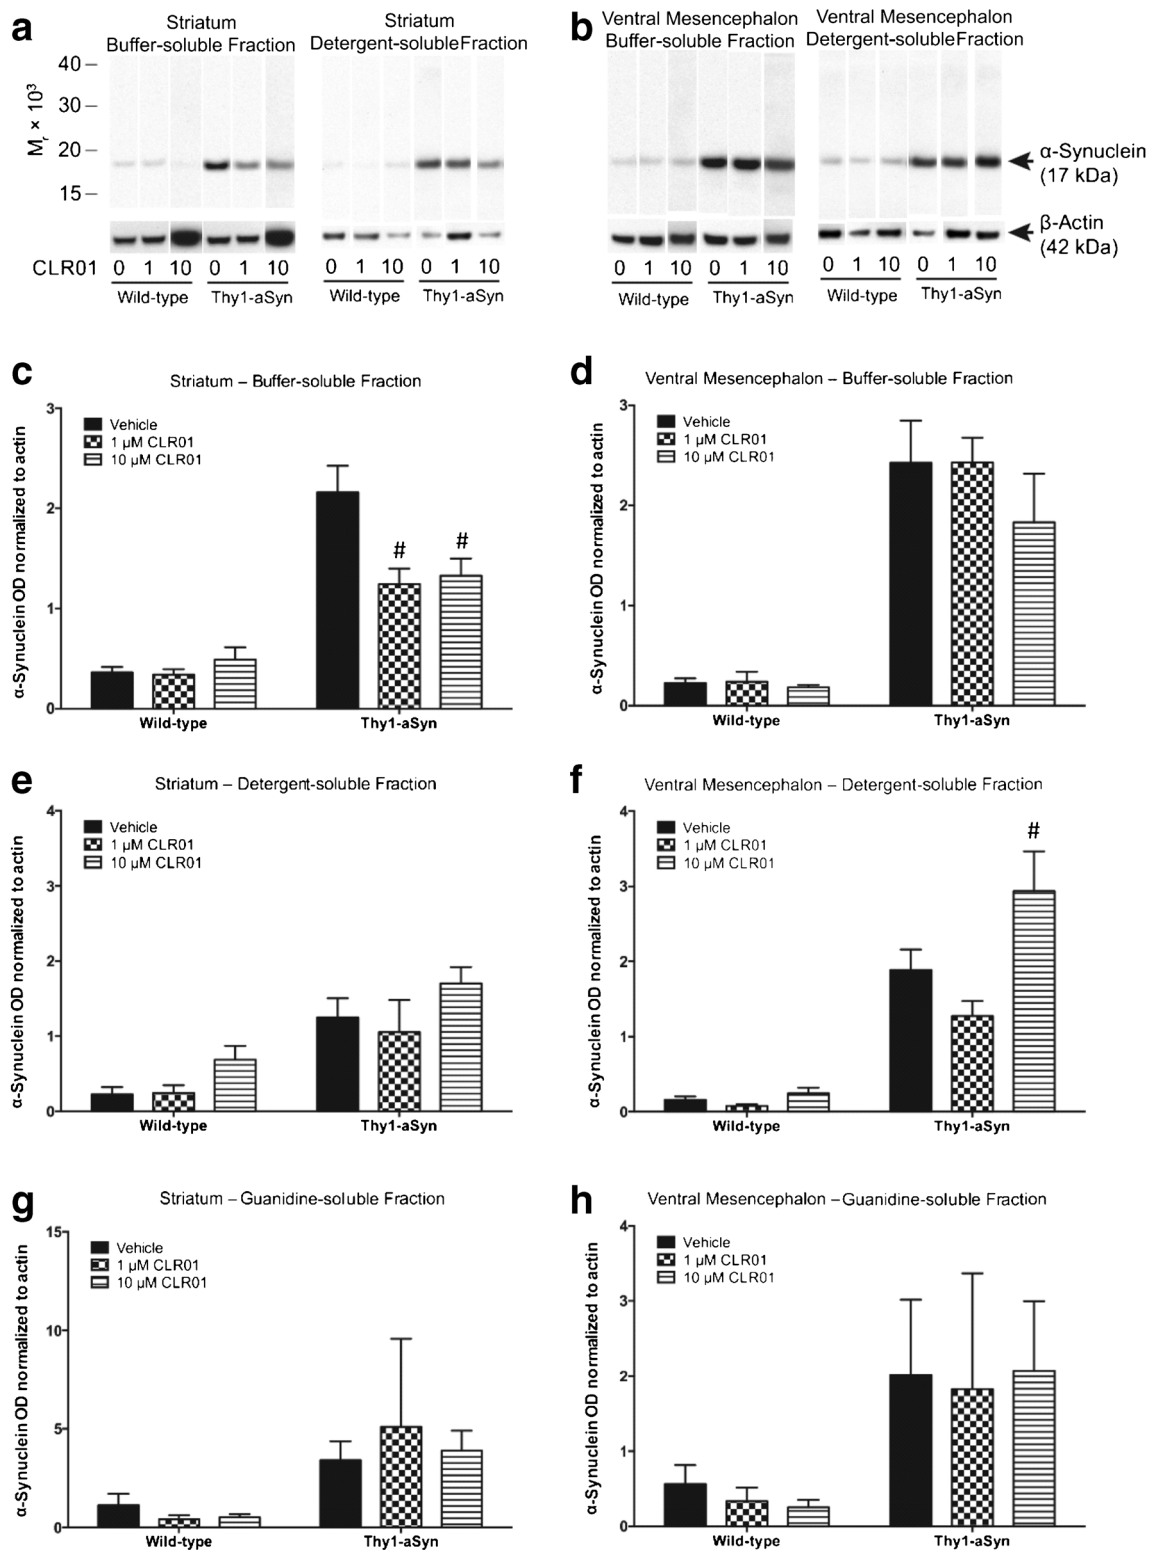 a
Striatum
Buffer-soluble Fraction
Striatum
Detergent-soluble Fraction
40
30
20
15
Mr × 10³
CLR01
0 1 10 0 1 10
0 1 10 0 1 10
Wild-type Thy1-aSyn
Wild-type Thy1-aSyn
b
Ventral Mesencephalon
Buffer-soluble Fraction
Ventral Mesencephalon
Detergent-soluble Fraction
α-Synuclein
(17 kDa)
β-Actin
(42 kDa)
0 1 10 0 1 10
0 1 10 0 1 10
Wild-type Thy1-aSyn
Wild-type Thy1-aSyn
c
Striatum – Buffer-soluble Fraction
α-Synuclein OD normalized to actin
3
2
1
0
Vehicle
1 µM CLR01
10 µM CLR01
# #
Wild-type Thy1-aSyn
d
Ventral Mesencephalon – Buffer-soluble Fraction
α-Synuclein OD normalized to actin
3
2
1
0
Vehicle
1 µM CLR01
10 µM CLR01
Wild-type Thy1-aSyn
e
Striatum – Detergent-soluble Fraction
α-Synuclein OD normalized to actin
4
3
2
1
0
Vehicle
1 µM CLR01
10 µM CLR01
Wild-type Thy1-aSyn
f
Ventral Mesencephalon – Detergent-soluble Fraction
α-Synuclein OD normalized to actin
4
3
2
1
0
Vehicle
1 µM CLR01
10 µM CLR01
#
Wild-type Thy1-aSyn
g
Striatum – Guanidine-soluble Fraction
α-Synuclein OD normalized to actin
15
10
5
0
Vehicle
1 µM CLR01
10 µM CLR01
Wild-type Thy1-aSyn
h
Ventral Mesencephalon – Guanidine-soluble Fraction
α-Synuclein OD normalized to actin
4
3
2
1
0
Vehicle
1 µM CLR01
10 µM CLR01
Wild-type Thy1-aSyn